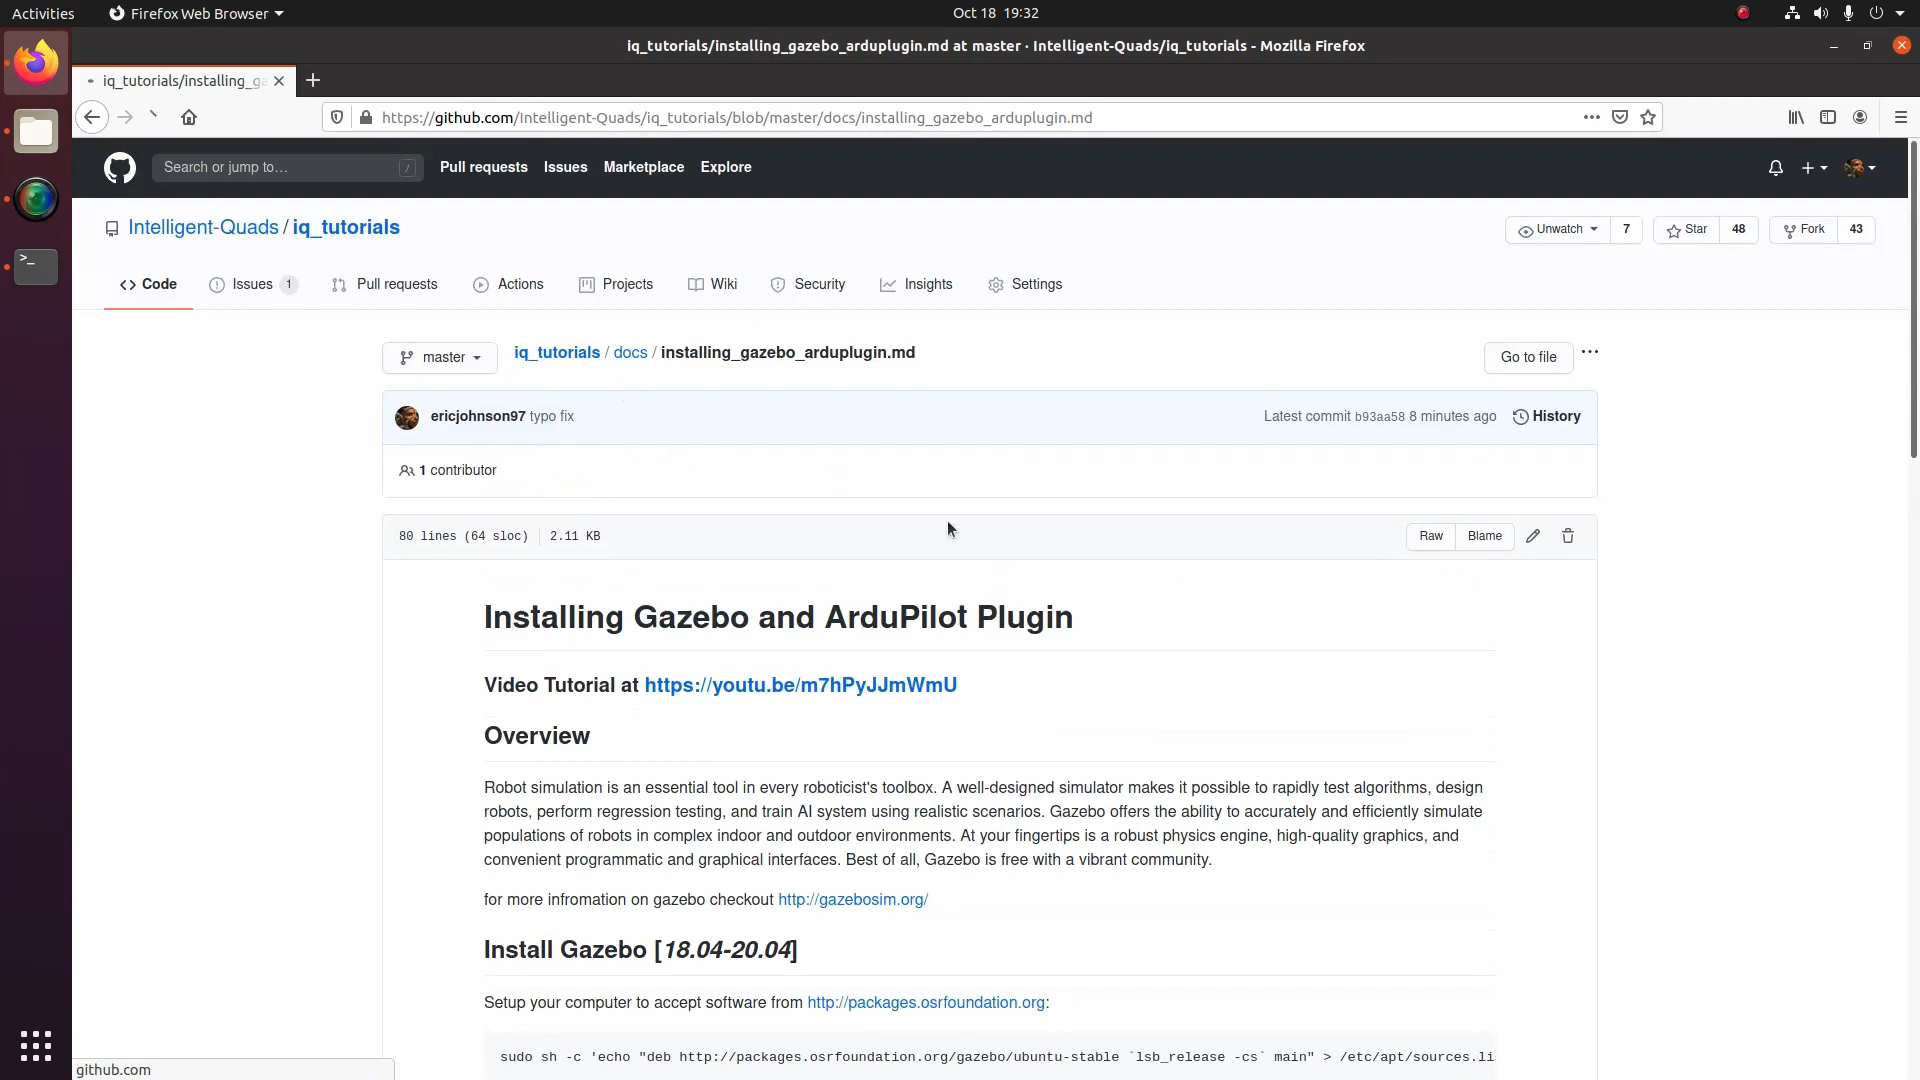 Activities
Firefox Web Browser
Oct 18 19:32
iq_tutorials/installing_gazebo_arduplugin.md at master · Intelligent-Quads/iq_tutorials - Mozilla Firefox
iq_tutorials/installing_ga
https://github.com/Intelligent-Quads/iq_tutorials/blob/master/docs/installing_gazebo_arduplugin.md
Search or jump to…
/
Pull requests
Issues
Marketplace
Explore
Intelligent-Quads / iq_tutorials
Unwatch 7
Star 48
Fork 43
Code
Issues 1
Pull requests
Actions
Projects
Wiki
Security
Insights
Settings
master
iq_tutorials / docs / installing_gazebo_arduplugin.md
Go to file
ericjohnson97 typo fix
Latest commit b93aa58 8 minutes ago
History
1 contributor
80 lines (64 sloc) 2.11 KB
Raw
Blame
Installing Gazebo and ArduPilot Plugin
Video Tutorial at https://youtu.be/m7hPyJJmWmU
Overview
Robot simulation is an essential tool in every roboticist's toolbox. A well-designed simulator makes it possible to rapidly test algorithms, design
robots, perform regression testing, and train AI system using realistic scenarios. Gazebo offers the ability to accurately and efficiently simulate
populations of robots in complex indoor and outdoor environments. At your fingertips is a robust physics engine, high-quality graphics, and
convenient programmatic and graphical interfaces. Best of all, Gazebo is free with a vibrant community.
for more infromation on gazebo checkout http://gazebosim.org/
Install Gazebo [18.04-20.04]
Setup your computer to accept software from http://packages.osrfoundation.org:
sudo sh -c 'echo "deb http://packages.osrfoundation.org/gazebo/ubuntu-stable `lsb_release -cs` main" > /etc/apt/sources.li
github.com